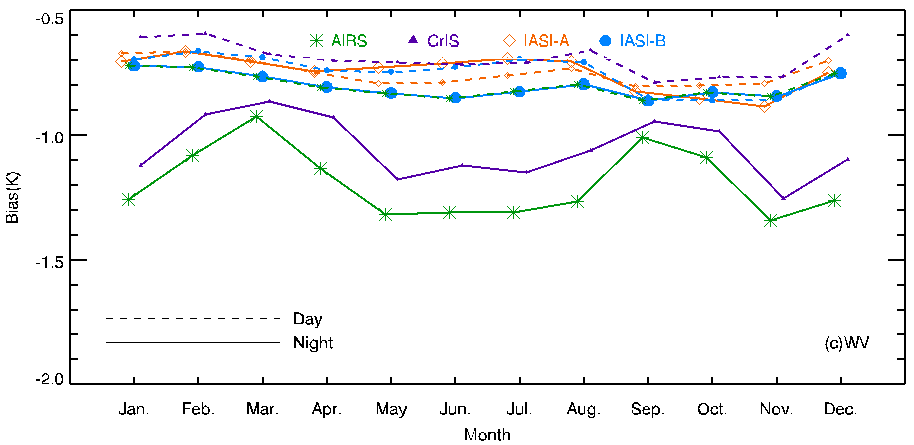 -0.5
AIRS CrIS IASI-A IASI-B
-1.0
Bias(K)
-1.5
Day
Night
(c)WV
-2.0
Jan. Feb. Mar. Apr. May Jun. Jul. Aug. Sep. Oct. Nov. Dec.
Month